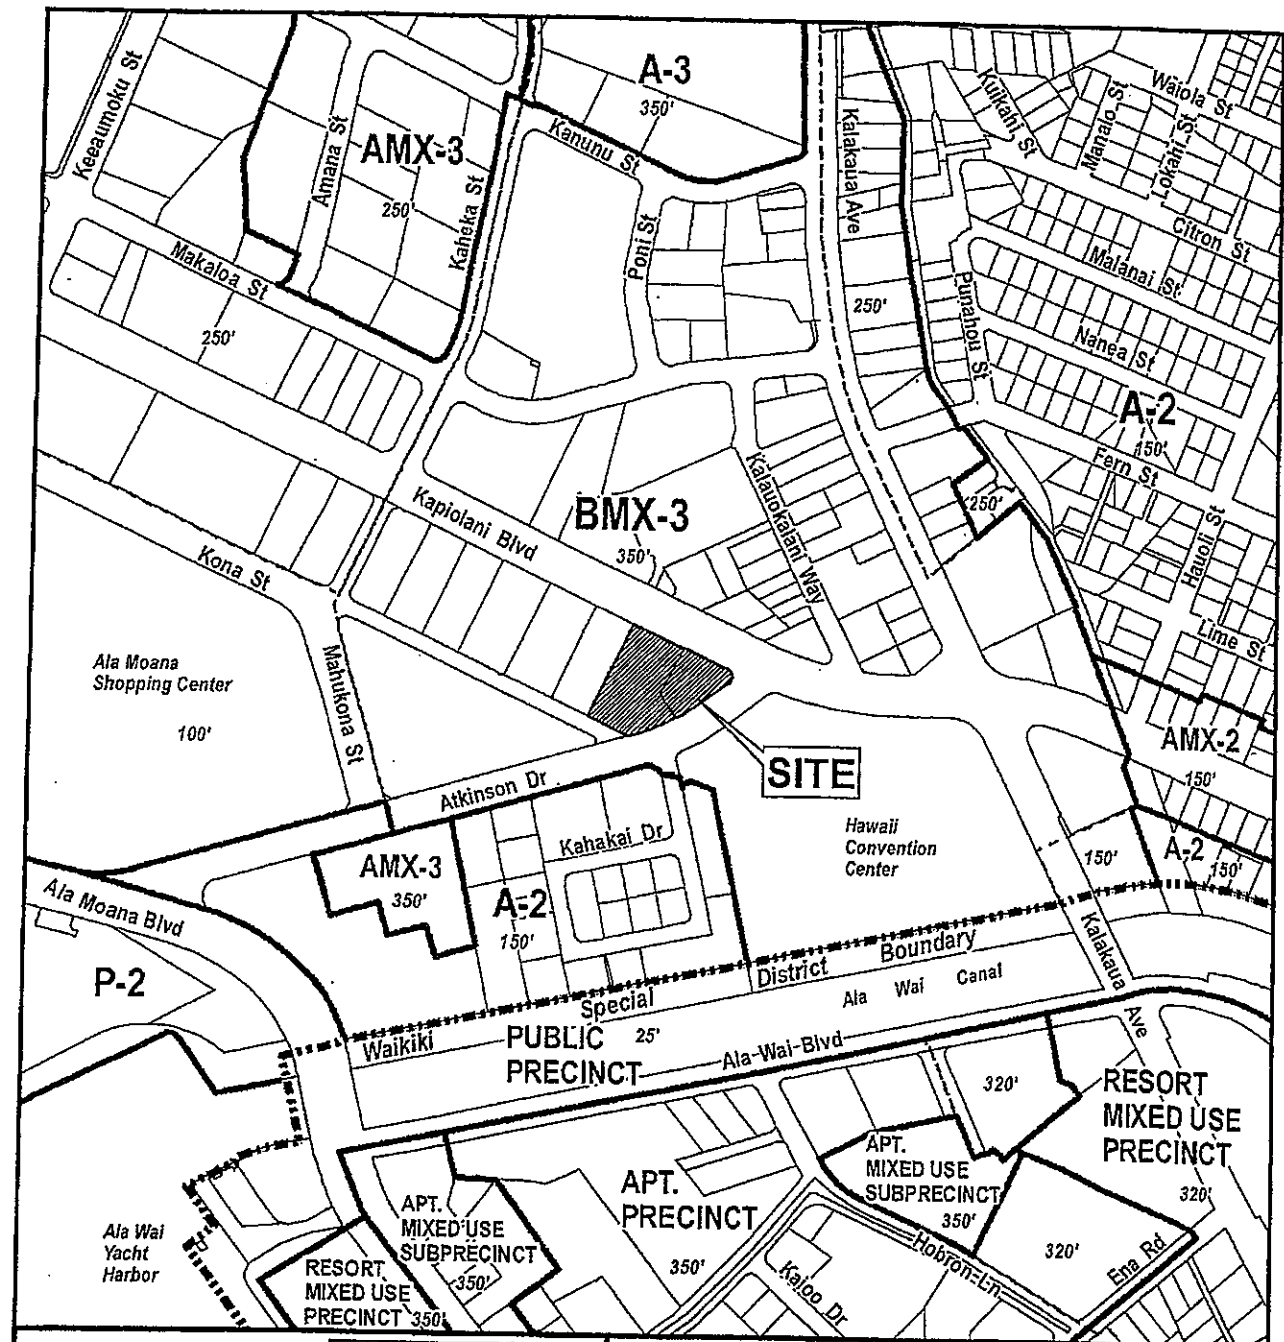 A-3
350'
Keeaumoku St
AMX-3
250'
Amana St
Kaheka St
Kanunu St
Poni St
Kalakaua Ave
Kuikahi St
Manalo St
Lokahi St
Waiola St
Citron St
Malanai St
Nanea St
Punahou St
250'
Makaloa St
250'
A-2
150'
Fern St
Hauoli St
Lime St
Kapiolani Blvd
BMX-3
350'
Kalauokalani Way
250'
Kona St
Ala Moana
Shopping Center
100'
Mahukona St
SITE
AMX-2
150'
Atkinson Dr
Kahakai Dr
Hawaii
Convention
Center
AMX-3
350'
A-2
150'
150'
A-2
150'
Ala Moana Blvd
P-2
Waikiki Special District Boundary
Ala Wai Canal
Kalakaua Ave
PUBLIC
PRECINCT
25'
Ala Wai Blvd
320'
RESORT
MIXED USE
PRECINCT
320'
APT.
MIXED USE
SUBPRECINCT
350'
APT.
PRECINCT
350'
APT.
MIXED USE
SUBPRECINCT
350'
320'
Ena Rd
Hobron Ln
Kaioo Dr
Ala Wai
Yacht
Harbor
RESORT
MIXED USE
PRECINCT
350'